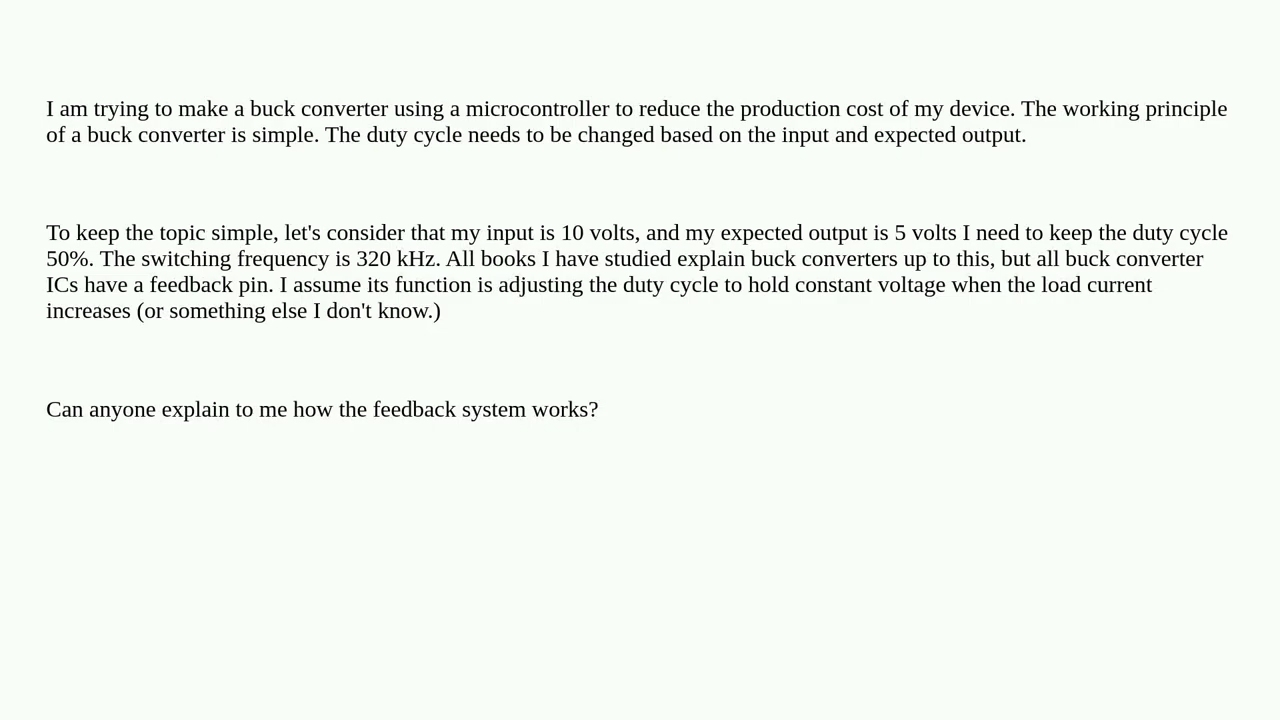 I am trying to make a buck converter using a microcontroller to reduce the production cost of my device. The working principle
of a buck converter is simple. The duty cycle needs to be changed based on the input and expected output.
To keep the topic simple, let's consider that my input is 10 volts, and my expected output is 5 volts I need to keep the duty cycle
50%. The switching frequency is 320 kHz. All books I have studied explain buck converters up to this, but all buck converter
ICs have a feedback pin. I assume its function is adjusting the duty cycle to hold constant voltage when the load current
increases (or something else I don't know.)
Can anyone explain to me how the feedback system works?